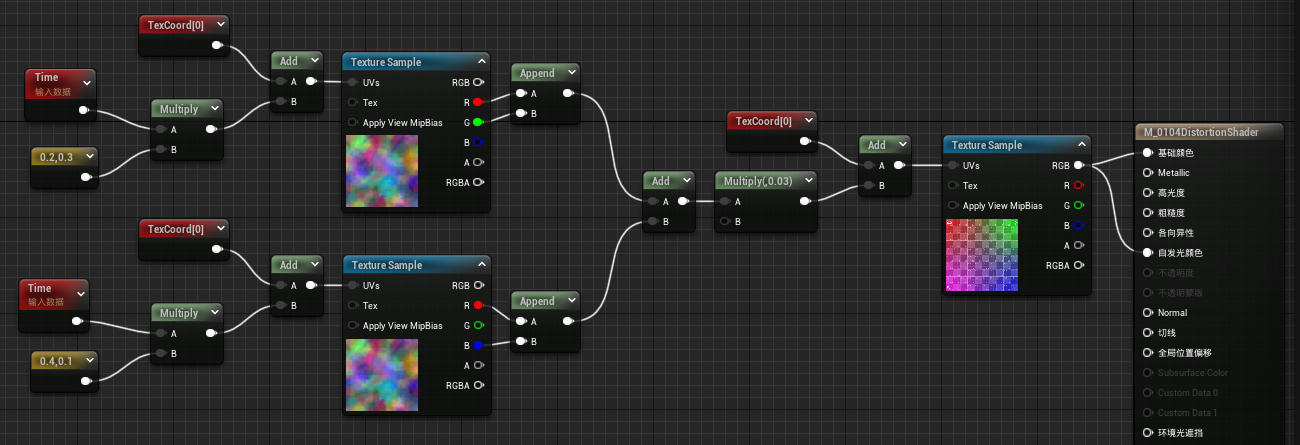 TexCoord[0]
Time
输入数据
0.2,0.3
Multiply
A
B
Add
A
B
Texture Sample
UVs
Tex
Apply View MipBias
RGB
R
G
B
A
RGBA
Append
A
B
TexCoord[0]
Time
输入数据
0.4,0.1
Multiply
A
B
Add
A
B
Texture Sample
UVs
Tex
Apply View MipBias
RGB
R
G
B
A
RGBA
Append
A
B
Add
A
B
Multiply(,0.03)
A
B
TexCoord[0]
Add
A
B
Texture Sample
UVs
Tex
Apply View MipBias
RGB
R
G
B
A
RGBA
M_0104DistortionShader
基础颜色
Metallic
高光度
粗糙度
各向异性
自发光颜色
不透明度
不透明蒙版
Normal
切线
全局位置偏移
Subsurface Color
Custom Data 0
Custom Data 1
环境光遮挡